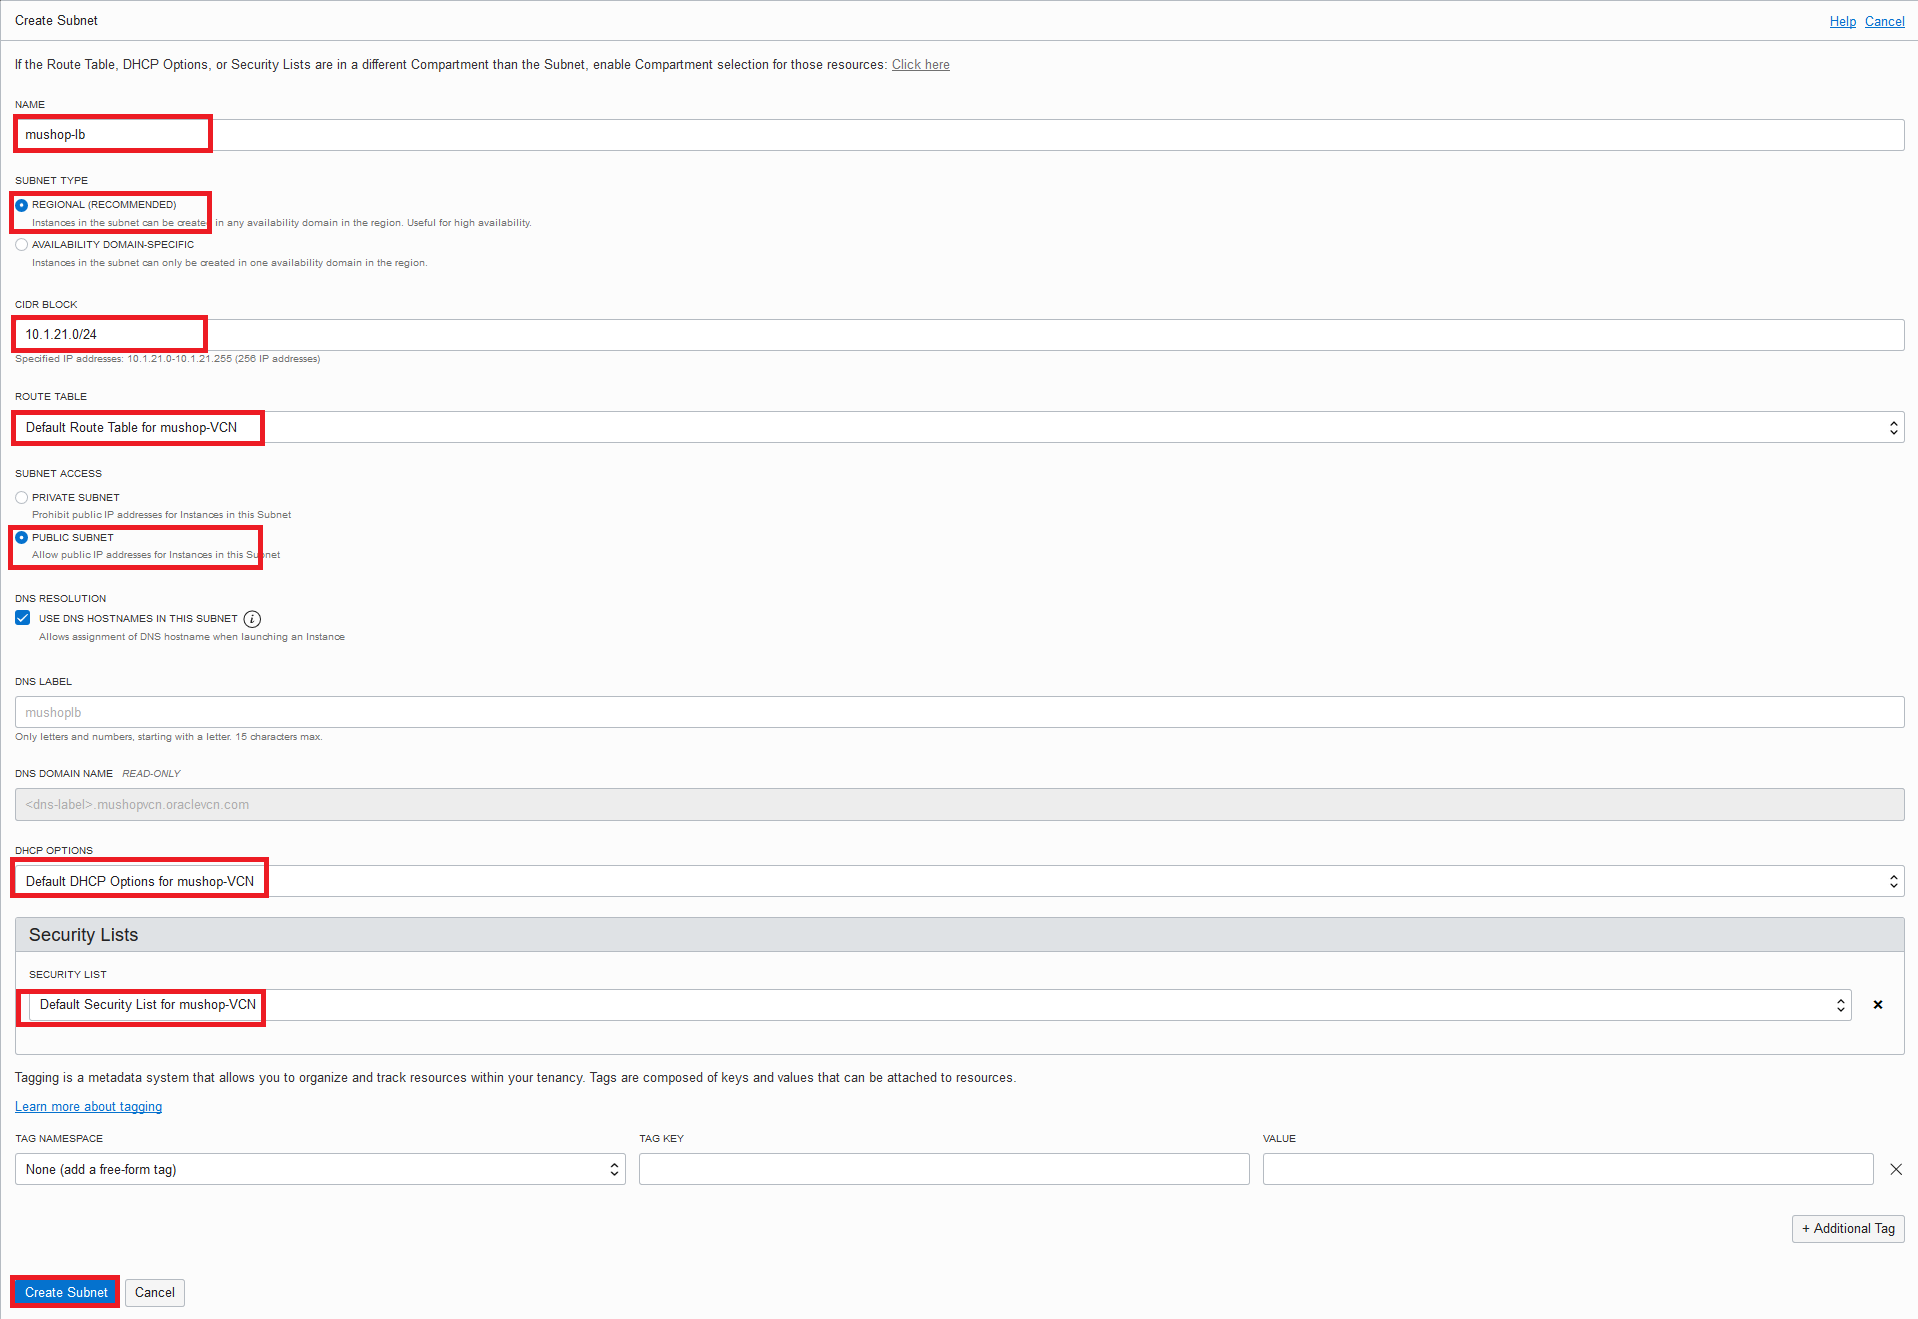 Create Subnet
Help Cancel
If the Route Table, DHCP Options, or Security Lists are in a different Compartment than the Subnet, enable Compartment selection for those resources: Click here
NAME
mushop-lb
SUBNET TYPE
REGIONAL (RECOMMENDED)
Instances in the subnet can be created in any availability domain in the region. Useful for high availability.
AVAILABILITY DOMAIN-SPECIFIC
Instances in the subnet can only be created in one availability domain in the region.
CIDR BLOCK
10.1.21.0/24
Specified IP addresses: 10.1.21.0-10.1.21.255 (256 IP addresses)
ROUTE TABLE
Default Route Table for mushop-VCN
SUBNET ACCESS
PRIVATE SUBNET
Prohibit public IP addresses for Instances in this Subnet
PUBLIC SUBNET
Allow public IP addresses for Instances in this Subnet
DNS RESOLUTION
USE DNS HOSTNAMES IN THIS SUBNET i
Allows assignment of DNS hostname when launching an Instance
DNS LABEL
mushoplb
Only letters and numbers, starting with a letter. 15 characters max.
DNS DOMAIN NAME READ-ONLY
<dns-label>.mushopvcn.oraclevcn.com
DHCP OPTIONS
Default DHCP Options for mushop-VCN
Security Lists
SECURITY LIST
Default Security List for mushop-VCN
Tagging is a metadata system that allows you to organize and track resources within your tenancy. Tags are composed of keys and values that can be attached to resources.
Learn more about tagging
TAG NAMESPACE TAG KEY VALUE
None (add a free-form tag)
+ Additional Tag
Create Subnet Cancel